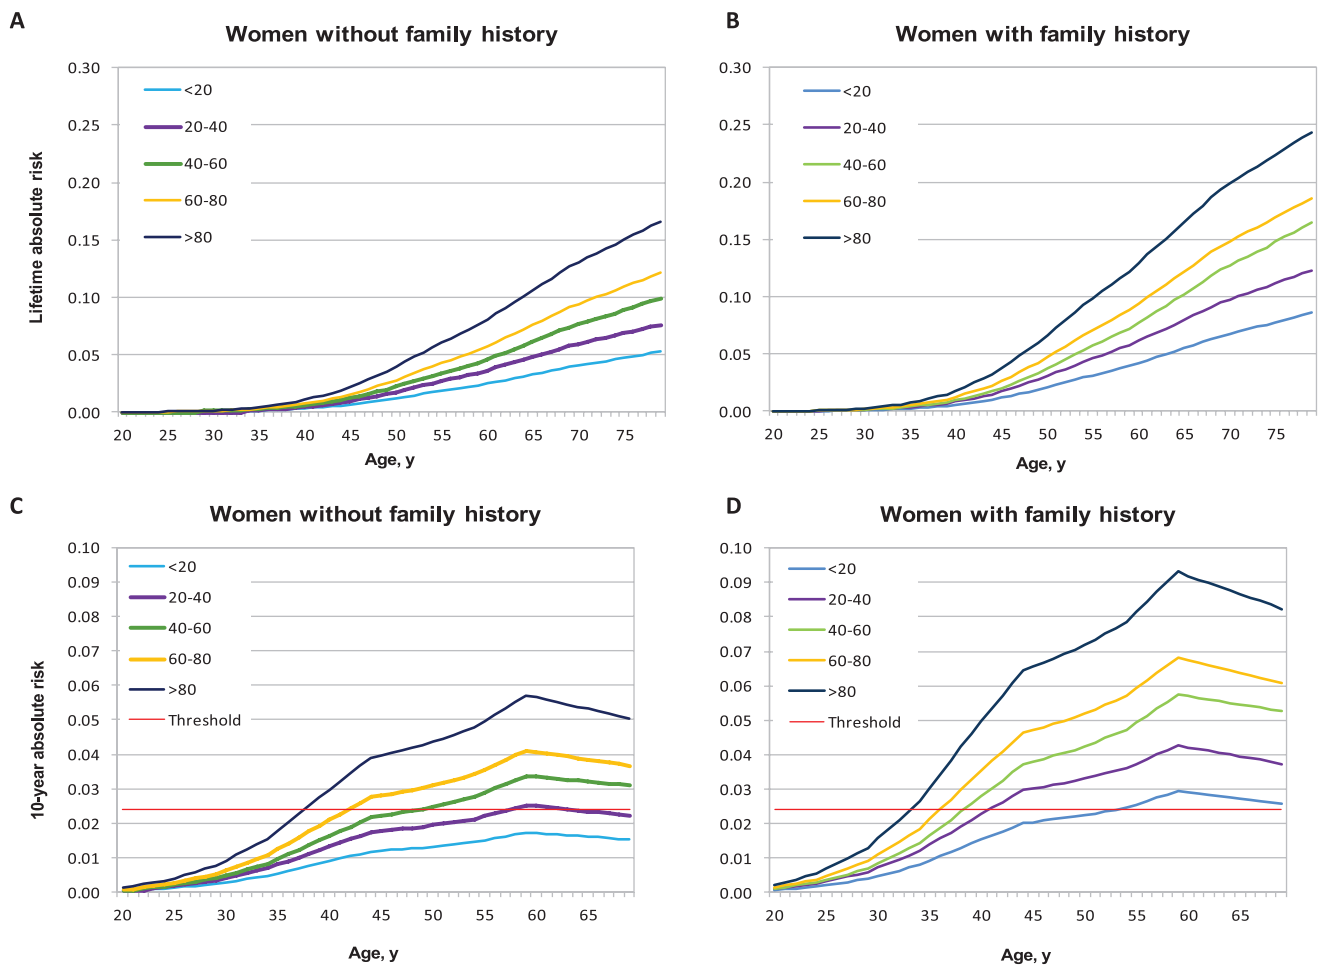 A
Women without family history
0.30
0.25
0.20
0.15
0.10
0.05
0.00
Lifetime absolute risk
<20
20-40
40-60
60-80
>80
20 25 30 35 40 45 50 55 60 65 70 75
Age, y
B
Women with family history
0.30
0.25
0.20
0.15
0.10
0.05
0.00
<20
20-40
40-60
60-80
>80
20 25 30 35 40 45 50 55 60 65 70 75
Age, y
C
Women without family history
0.10
0.09
0.08
0.07
0.06
0.05
0.04
0.03
0.02
0.01
0.00
10-year absolute risk
<20
20-40
40-60
60-80
>80
Threshold
20 25 30 35 40 45 50 55 60 65
Age, y
D
Women with family history
0.10
0.09
0.08
0.07
0.06
0.05
0.04
0.03
0.02
0.01
0.00
<20
20-40
40-60
60-80
>80
Threshold
20 25 30 35 40 45 50 55 60 65
Age, y